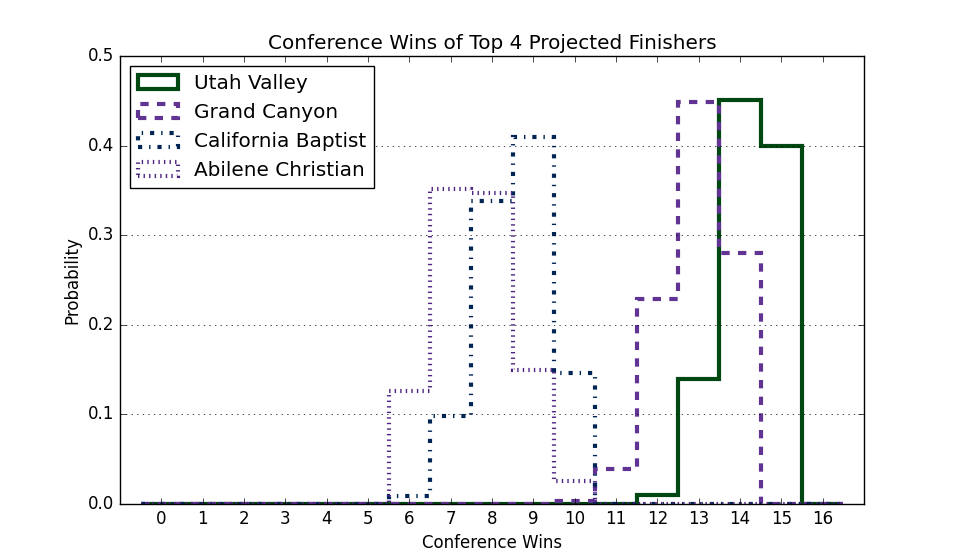 Conference Wins of Top 4 Projected Finishers
Utah Valley
Grand Canyon
California Baptist
Abilene Christian
0.5
0.4
0.3
0.2
0.1
0.0
Probability
0 1 2 3 4 5 6 7 8 9 10 11 12 13 14 15 16
Conference Wins